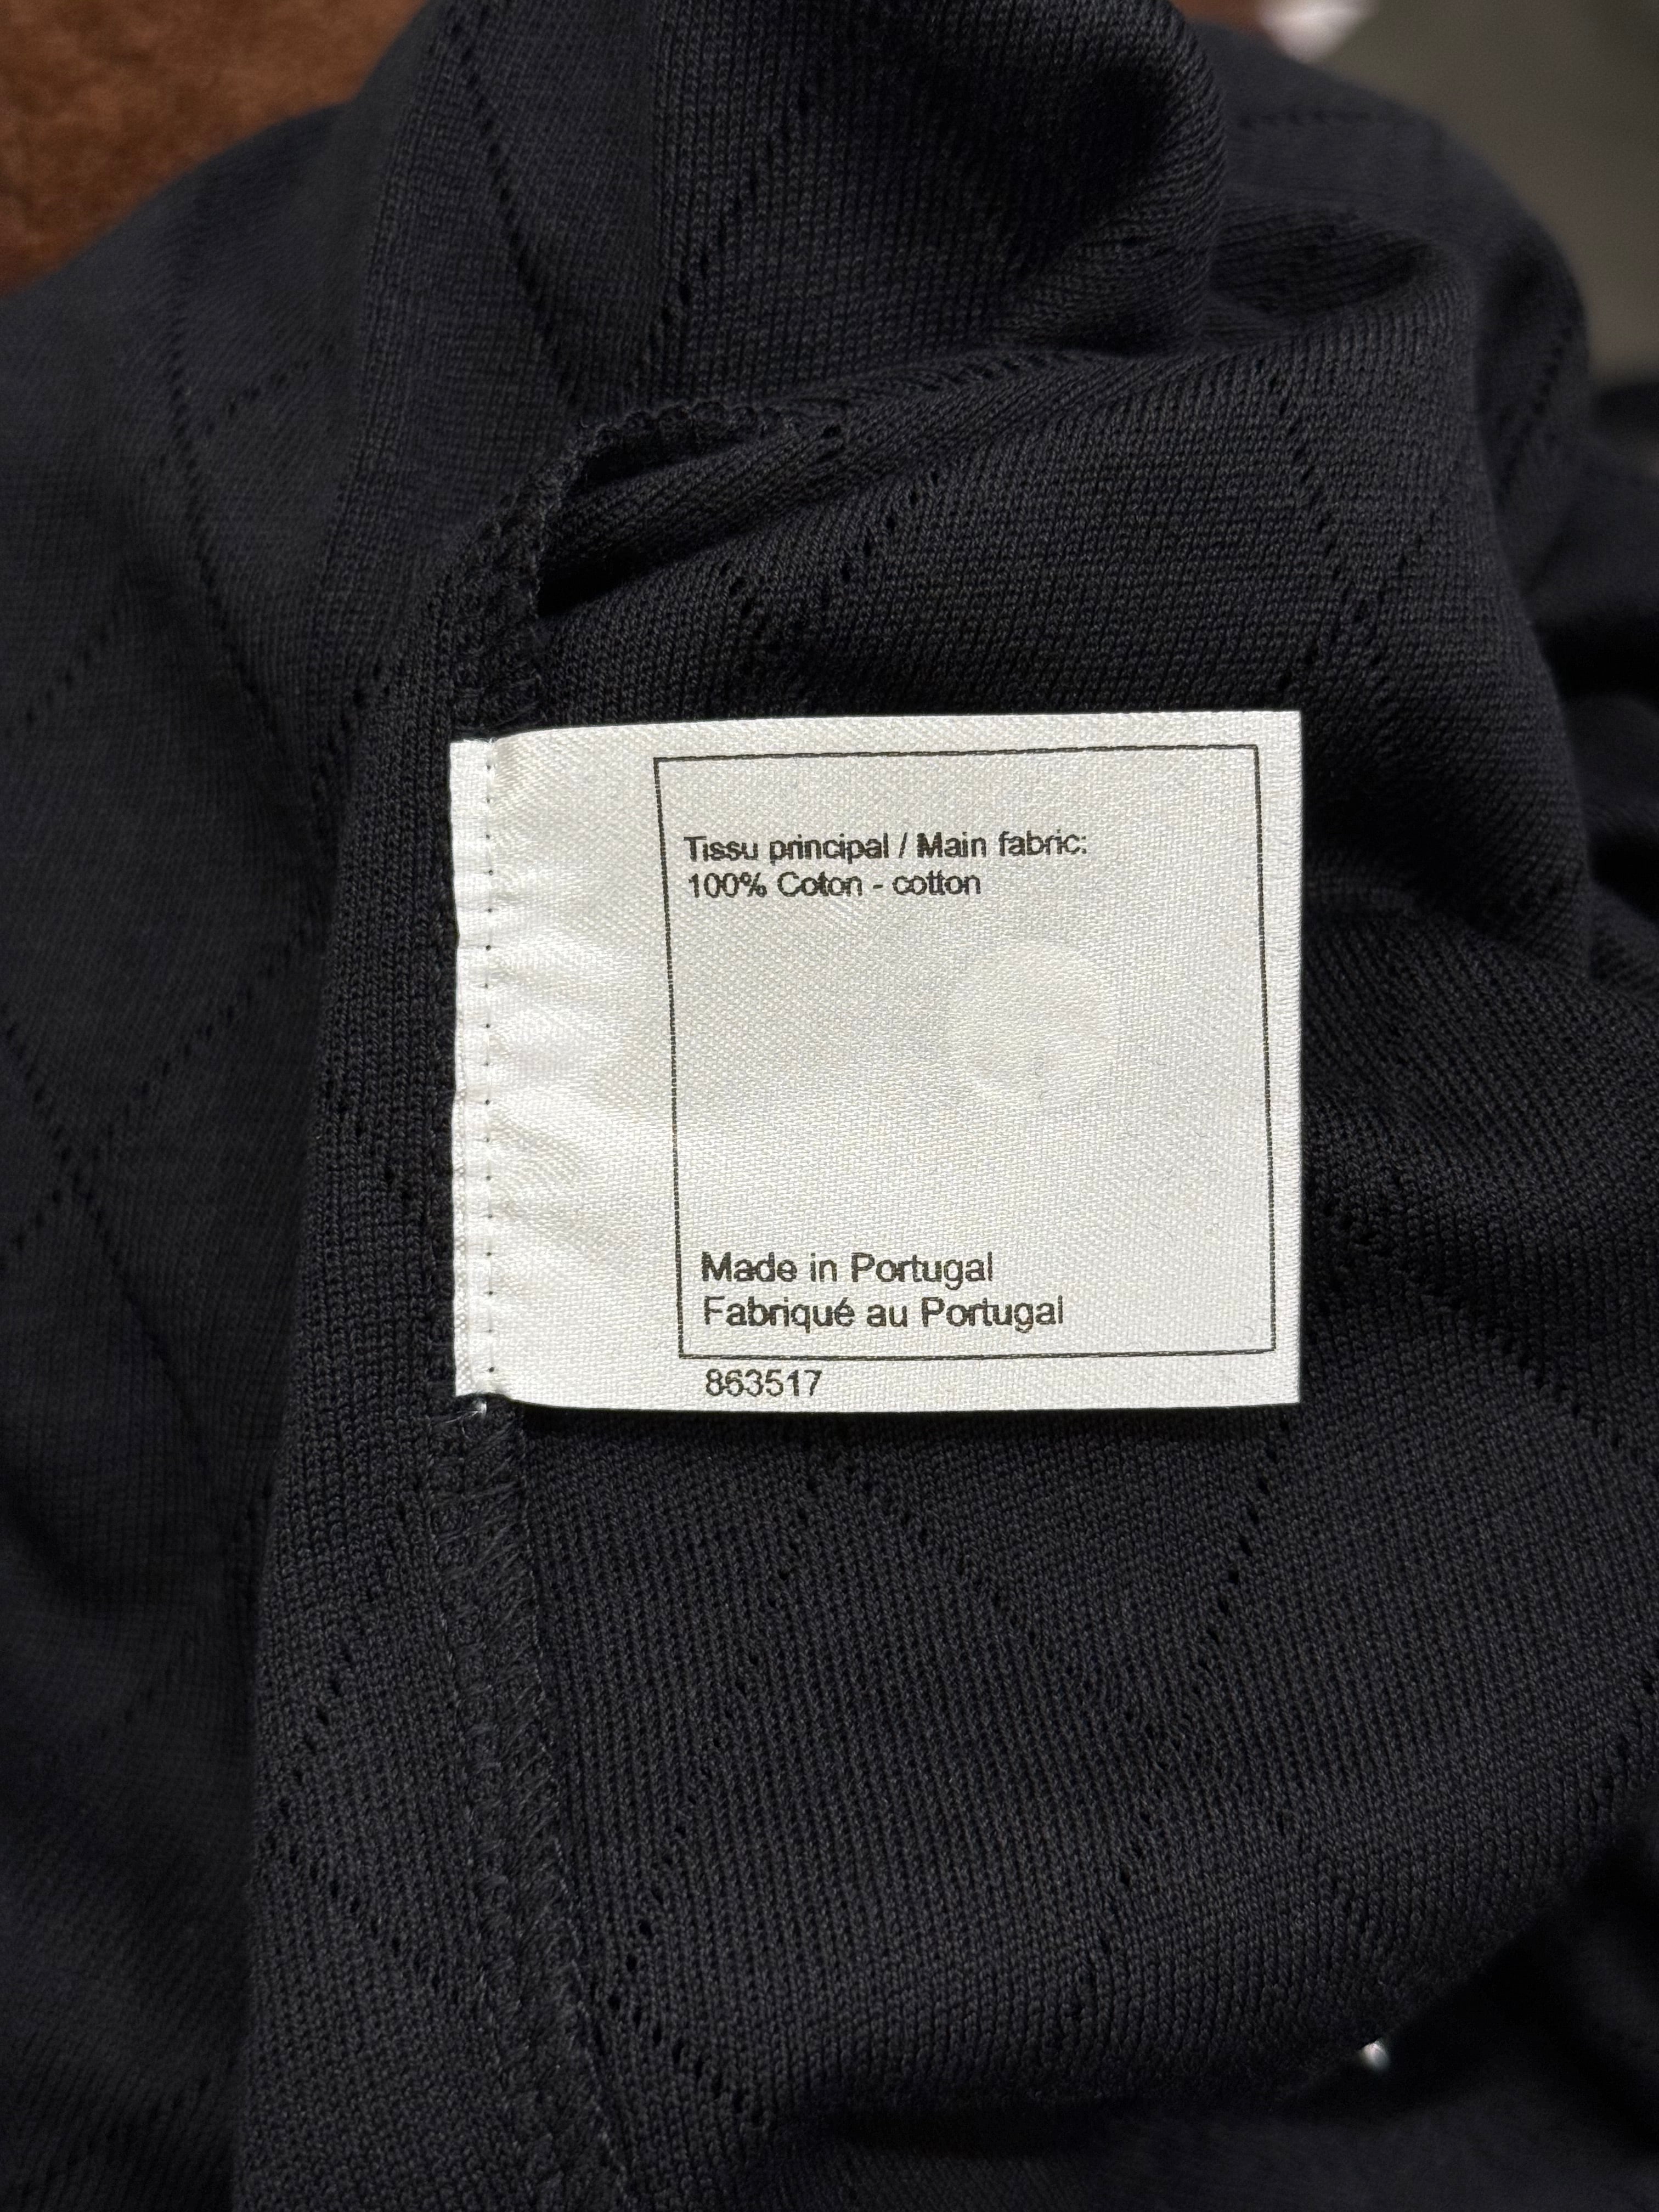 Tissu principal / Main fabric:
100% Coton - cotton
Made in Portugal
Fabriqué au Portugal
863517